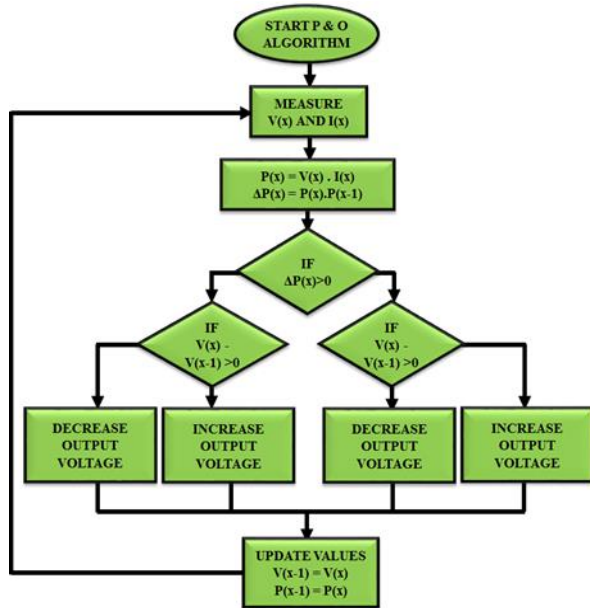 START P & O
ALGORITHM
MEASURE
V(x) AND I(x)
P(x) = V(x) . I(x)
ΔP(x) = P(x).P(x-1)
IF
ΔP(x)>0
IF
V(x) -
V(x-1) >0
IF
V(x) -
V(x-1) >0
DECREASE
OUTPUT
VOLTAGE
INCREASE
OUTPUT
VOLTAGE
DECREASE
OUTPUT
VOLTAGE
INCREASE
OUTPUT
VOLTAGE
UPDATE VALUES
V(x-1) = V(x)
P(x-1) = P(x)